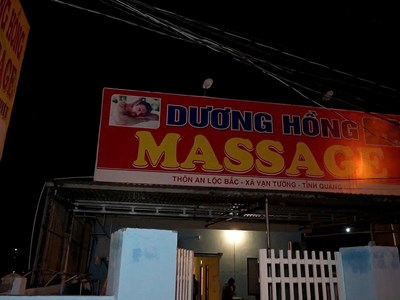 DƯƠNG HỒNG
MASSAGE
THÔN AN LỘC BẮC - XÃ VẠN TƯỜNG - TỈNH QUẢNG